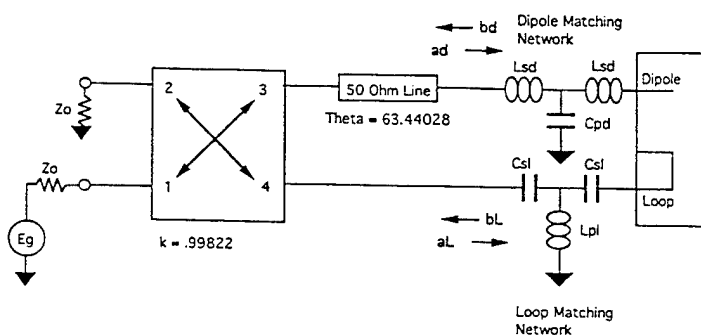 bd
ad
Dipole Matching
Network
Lsd
Lsd
Dipole
50 Ohm Line
Theta = 63.44028
Cpd
Zo
2
3
1
4
Zo
Eg
k = .99822
Csl
Csl
Loop
bL
aL
Lpl
Loop Matching
Network